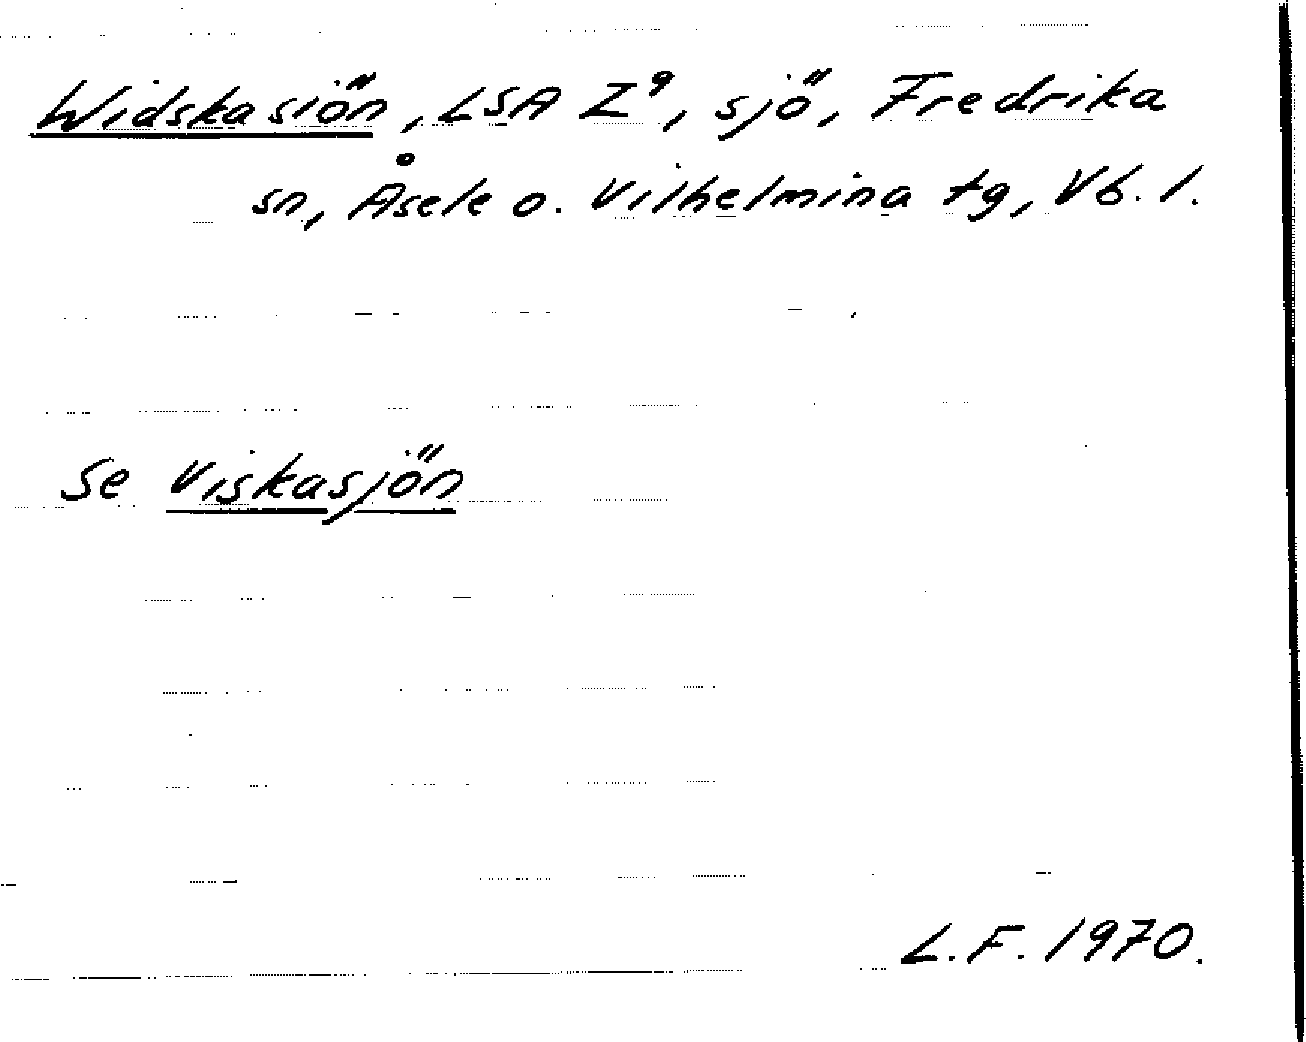 Widskasiön, LSA Z⁹, sjö, Fredrika
sn, Åsele o. Vilhelmina tg, Vb. l.
Se Viskasjön
L.F. 1970.